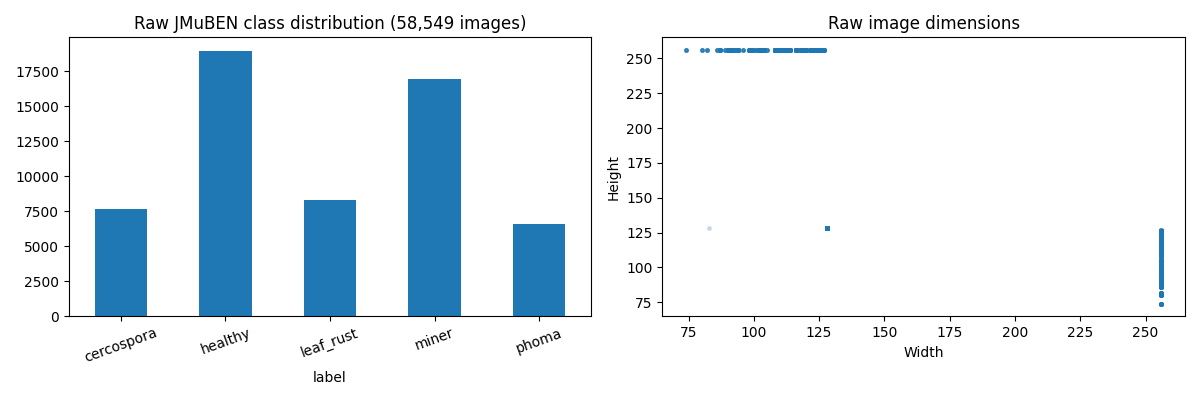 Raw JMuBEN class distribution (58,549 images)
17500
15000
12500
10000
7500
5000
2500
0
cercospora
healthy
leaf_rust
miner
phoma
label
Raw image dimensions
Height
250
225
200
175
150
125
100
75
75
100
125
150
175
200
225
250
Width